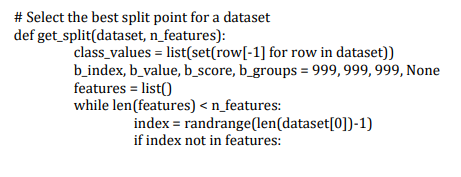 # Select the best split point for a dataset
def get_split(dataset, n_features):
class_values = list(set(row[-1] for row in dataset))
b_index, b_value, b_score, b_groups = 999, 999, 999, None
features = list()
while len(features) < n_features:
index = randrange(len(dataset[0])-1)
if index not in features: